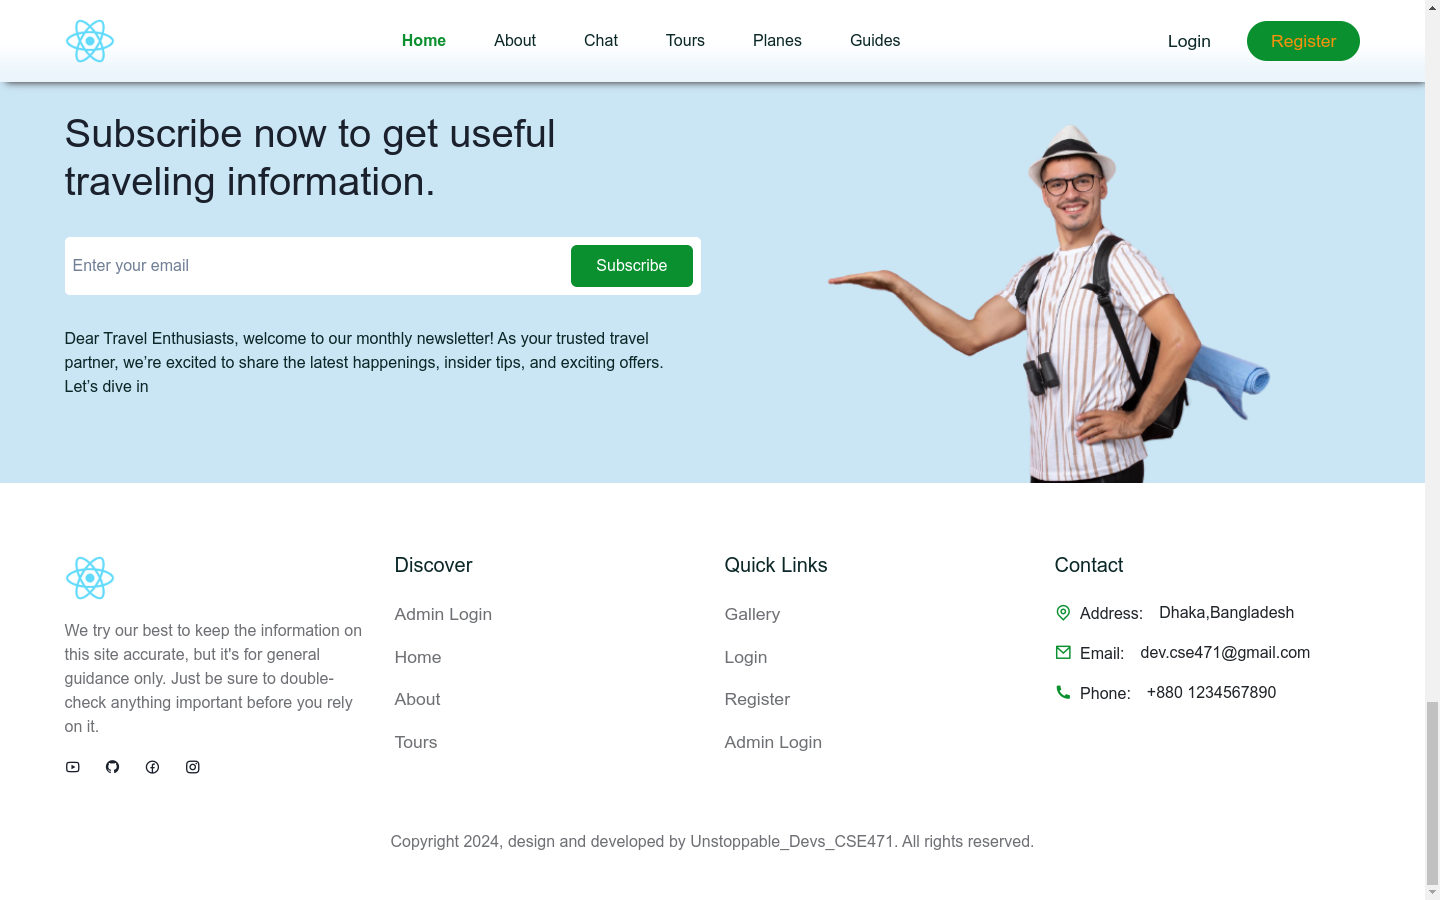 Home About Chat Tours Planes Guides Login Register
Subscribe now to get useful
traveling information.
Enter your email Subscribe
Dear Travel Enthusiasts, welcome to our monthly newsletter! As your trusted travel
partner, we’re excited to share the latest happenings, insider tips, and exciting offers.
Let’s dive in
We try our best to keep the information on
this site accurate, but it's for general
guidance only. Just be sure to double-
check anything important before you rely
on it.
Discover
Admin Login
Home
About
Tours
Quick Links
Gallery
Login
Register
Admin Login
Contact
Address: Dhaka,Bangladesh
Email: dev.cse471@gmail.com
Phone: +880 1234567890
Copyright 2024, design and developed by Unstoppable_Devs_CSE471. All rights reserved.